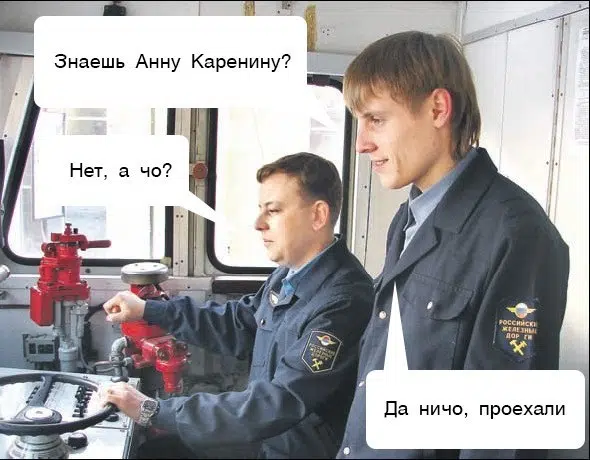 Знаешь Анну Каренину?
Нет, а чо?
РОССИЙСКИЕ
ЖЕЛЕЗНЫЕ
ДОРОГИ
Да ничо, проехали